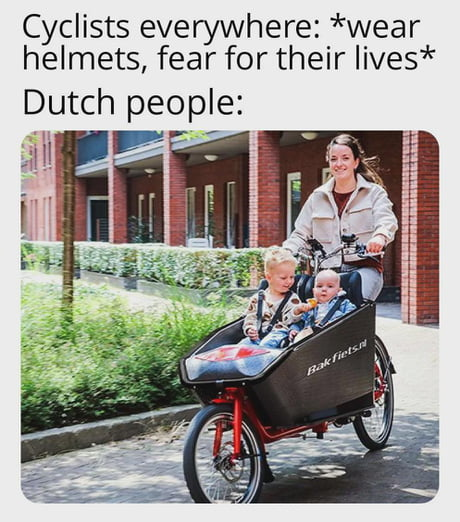 Cyclists everywhere: *wear
helmets, fear for their lives*
Dutch people:
Bakfiets.nl